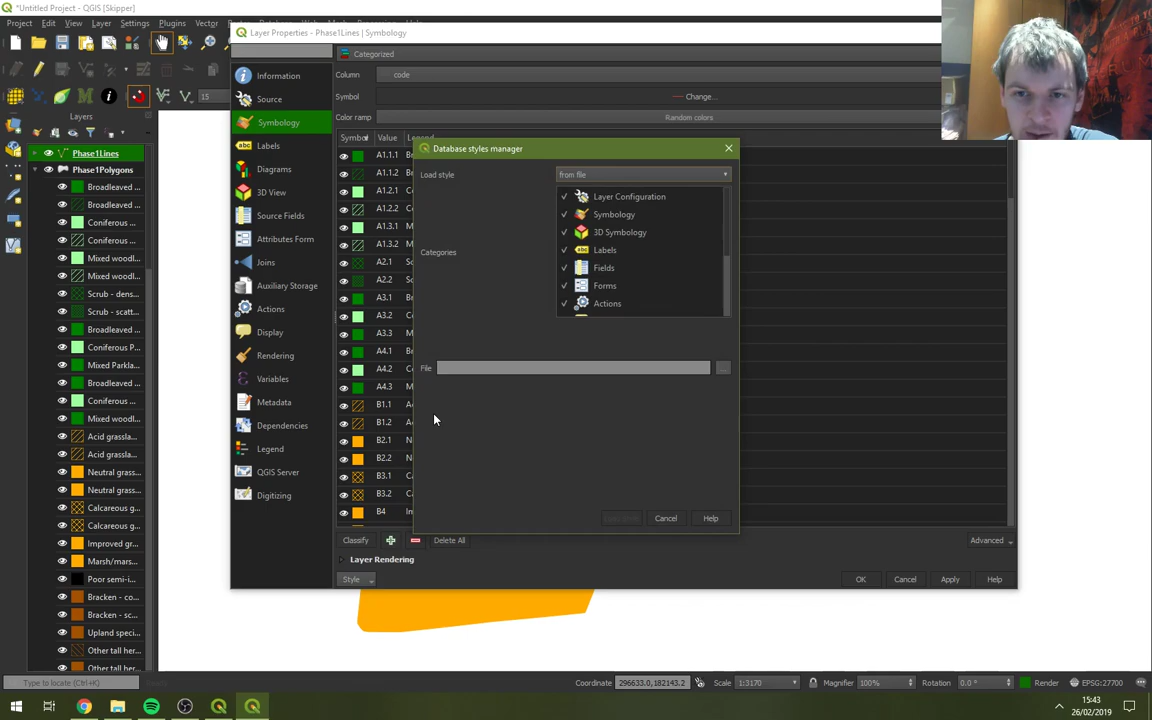 *Untitled Project - QGIS [Skipper]
Project Edit View Layer Settings Plugins Vector
Layer Properties - Phase1Lines | Symbology
Information
Source
Symbology
Labels
Diagrams
3D View
Source Fields
Attributes Form
Joins
Auxiliary Storage
Actions
Display
Rendering
Variables
Metadata
Dependencies
Legend
QGIS Server
Digitizing
Categorized
Column code
Symbol Change...
Color ramp Random colors
Symbol Value Legend
A1.1.1
A1.1.2
A1.2.1
A1.2.2
A1.3.1
A1.3.2
A2.1
A2.2
A3.1
A3.2
A3.3
A4.1
A4.2
A4.3
B1.1
B1.2
B2.1
B2.2
B3.1
B3.2
B4
Classify Delete All Advanced
Layer Rendering
Style OK Cancel Apply Help
Database styles manager
Load style from file
Categories
Layer Configuration
Symbology
3D Symbology
Labels
Fields
Forms
Actions
File ...
Cancel Help
15
Layers
Phase1Lines
Phase1Polygons
Broadleaved ...
Broadleaved ...
Coniferous ...
Coniferous ...
Mixed woodl...
Mixed woodl...
Scrub - dens...
Scrub - scatt...
Broadleaved ...
Coniferous P...
Mixed Parkla...
Broadleaved ...
Coniferous ...
Mixed woodl...
Acid grassla...
Acid grassla...
Neutral grass...
Neutral grass...
Calcareous g...
Calcareous g...
Improved gr...
Marsh/mars...
Poor semi-i...
Bracken - co...
Bracken - sc...
Upland speci...
Other tall her...
Other tall her...
Type to locate (Ctrl+K)
Coordinate 296633.0,182143.2 Scale 1:3170 Magnifier 100% Rotation 0.0 ° Render EPSG:27700
15:43
26/02/2019